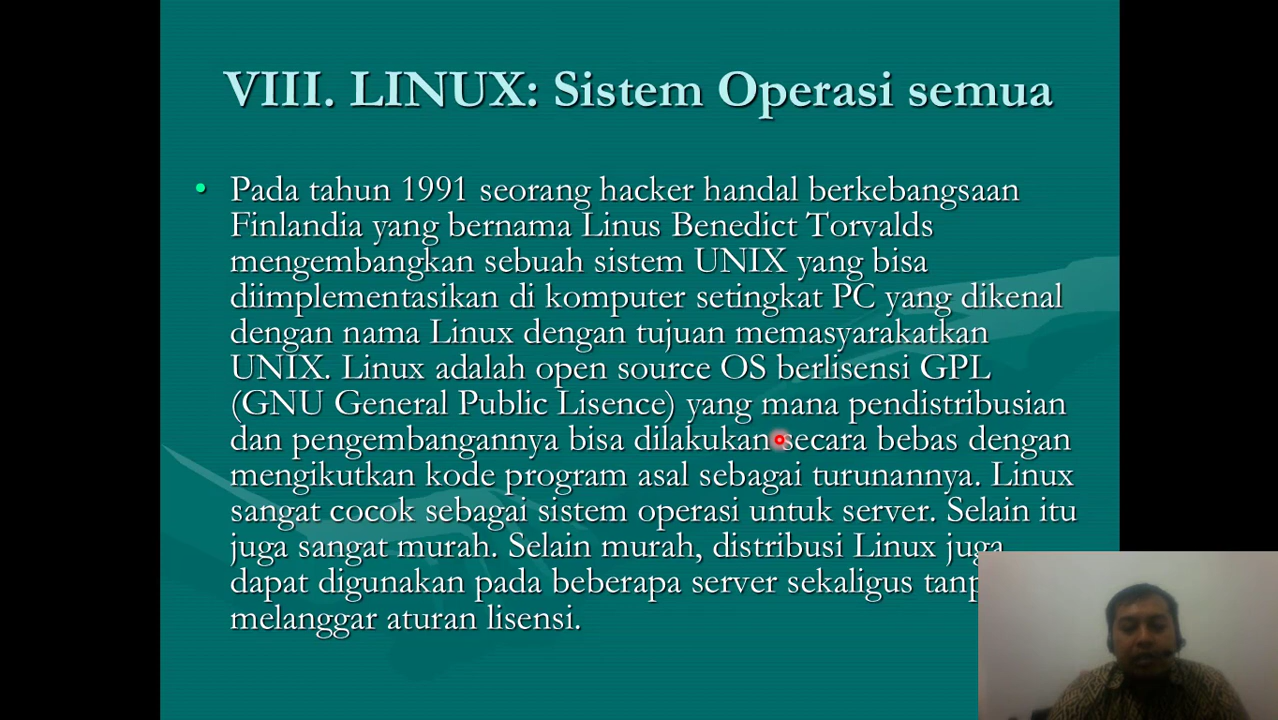 VIII. LINUX: Sistem Operasi semua
• Pada tahun 1991 seorang hacker handal berkebangsaan
Finlandia yang bernama Linus Benedict Torvalds
mengembangkan sebuah sistem UNIX yang bisa
diimplementasikan di komputer setingkat PC yang dikenal
dengan nama Linux dengan tujuan memasyarakatkan
UNIX. Linux adalah open source OS berlisensi GPL
(GNU General Public Lisence) yang mana pendistribusian
dan pengembangannya bisa dilakukan secara bebas dengan
mengikutkan kode program asal sebagai turunannya. Linux
sangat cocok sebagai sistem operasi untuk server. Selain itu
juga sangat murah. Selain murah, distribusi Linux juga
dapat digunakan pada beberapa server sekaligus
melanggar aturan lisensi.